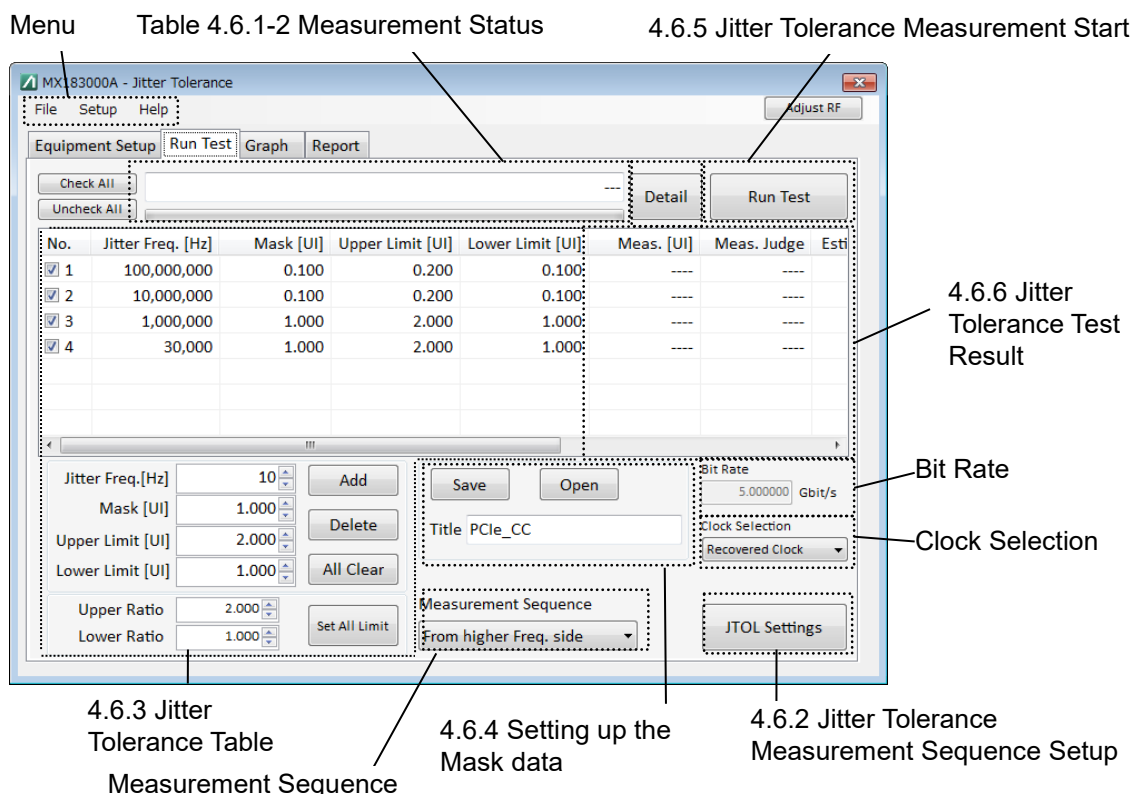 Menu
Table 4.6.1-2 Measurement Status
4.6.5 Jitter Tolerance Measurement Start
MX183000A - Jitter Tolerance
File Setup Help
Adjust RF
Equipment Setup Run Test Graph Report
Check All
---
Uncheck All
Detail
Run Test
No. Jitter Freq. [Hz] Mask [UI] Upper Limit [UI] Lower Limit [UI] Meas. [UI] Meas. Judge Esti
1 100,000,000 0.100 0.200 0.100 ---- ----
2 10,000,000 0.100 0.200 0.100 ---- ----
3 1,000,000 1.000 2.000 1.000 ---- ----
4 30,000 1.000 2.000 1.000 ---- ----
4.6.6 Jitter
Tolerance Test
Result
Jitter Freq.[Hz] 10
Mask [UI] 1.000
Upper Limit [UI] 2.000
Lower Limit [UI] 1.000
Add
Delete
All Clear
Upper Ratio 2.000
Lower Ratio 1.000
Set All Limit
Save Open
Title PCIe_CC
Measurement Sequence
From higher Freq. side
Bit Rate
5.000000 Gbit/s
Clock Selection
Recovered Clock
JTOL Settings
Bit Rate
Clock Selection
4.6.3 Jitter
Tolerance Table
Measurement Sequence
4.6.4 Setting up the
Mask data
4.6.2 Jitter Tolerance
Measurement Sequence Setup